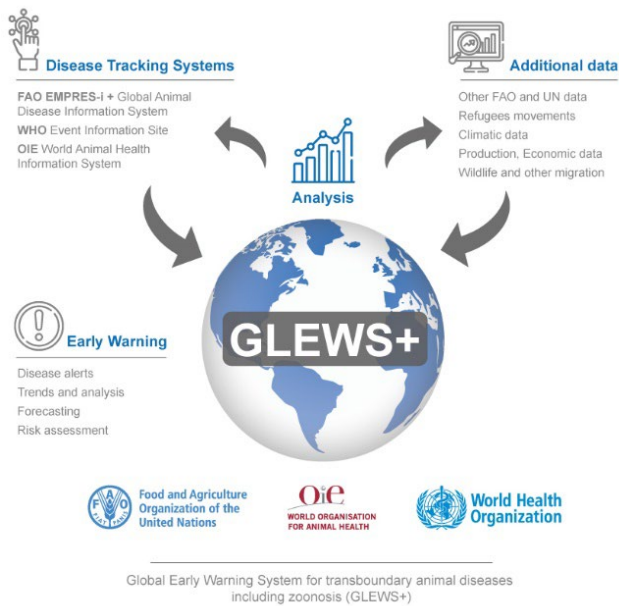 Disease Tracking Systems
FAO EMPRES-i + Global Animal
Disease Information System
WHO Event Information Site
OIE World Animal Health
Information System
Additional data
Other FAO and UN data
Refugees movements
Climatic data
Production, Economic data
Wildlife and other migration
Analysis
GLEWS+
Early Warning
Disease alerts
Trends and analysis
Forecasting
Risk assessment
F A O
FIAT PANIS
Food and Agriculture
Organization of the
United Nations
OiE
WORLD ORGANISATION
FOR ANIMAL HEALTH
World Health
Organization
Global Early Warning System for transboundary animal diseases
including zoonosis (GLEWS+)